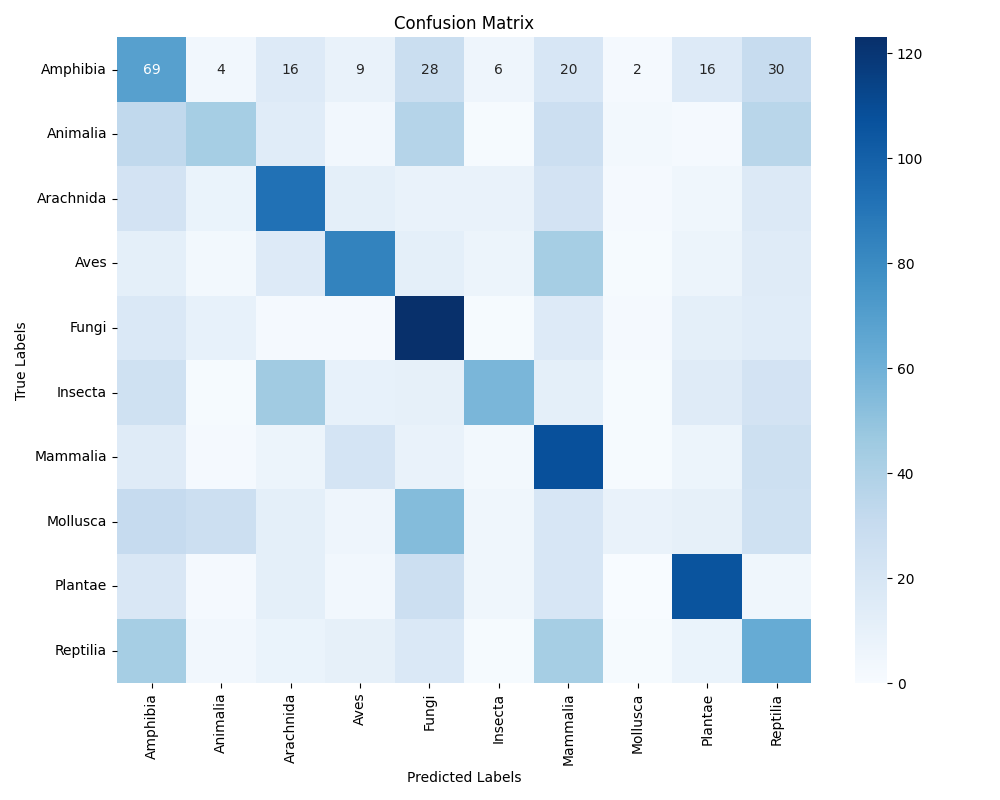 Confusion Matrix
True Labels
Amphibia 69 4 16 9 28 6 20 2 16 30
Animalia
Arachnida
Aves
Fungi
Insecta
Mammalia
Mollusca
Plantae
Reptilia
Amphibia Animalia Arachnida Aves Fungi Insecta Mammalia Mollusca Plantae Reptilia
Predicted Labels
120
100
80
60
40
20
0